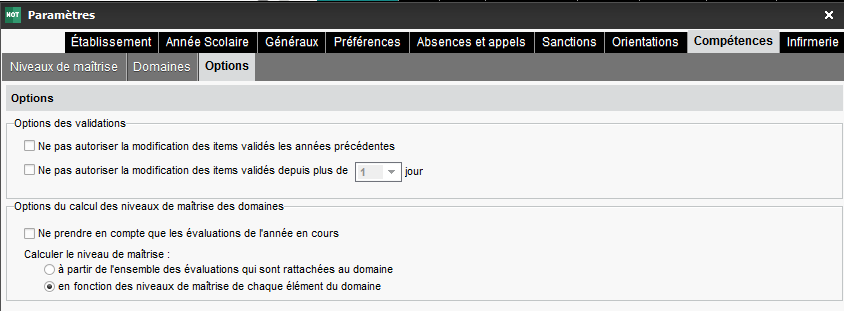 NOT Paramètres
Établissement Année Scolaire Généraux Préférences Absences et appels Sanctions Orientations Compétences Infirmerie
Niveaux de maîtrise Domaines Options
Options
Options des validations
Ne pas autoriser la modification des items validés les années précédentes
Ne pas autoriser la modification des items validés depuis plus de 1 jour
Options du calcul des niveaux de maîtrise des domaines
Ne prendre en compte que les évaluations de l'année en cours
Calculer le niveau de maîtrise :
à partir de l'ensemble des évaluations qui sont rattachées au domaine
en fonction des niveaux de maîtrise de chaque élément du domaine